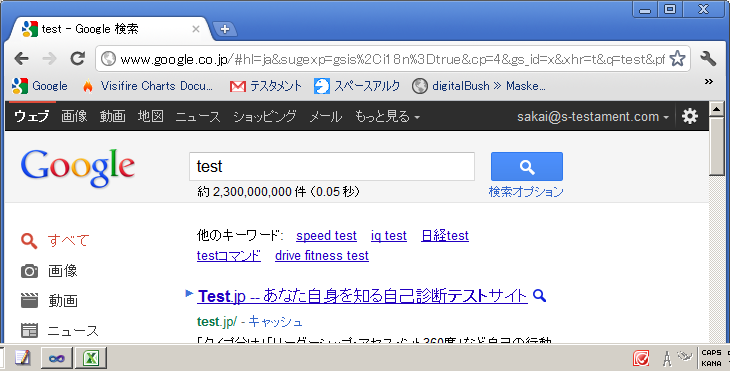 test - Google 検索
www.google.co.jp/#hl=ja&sugexp=gsis%2Ci18n%3Dtrue&cp=4&gs_id=x&xhr=t&q=test&pf
Google Visifire Charts Docu... テスタメント スペースアルク digitalBush » Maske... »
ウェブ 画像 動画 地図 ニュース ショッピング メール もっと見る sakai@s-testament.com
Google test
約 2,300,000,000 件 (0.05 秒) 検索オプション
すべて
画像
動画
ニュース
他のキーワード: speed test iq test 日経test
testコマンド drive fitness test
Test.jp -- あなた自身を知る自己診断テストサイト
test.jp/ - キャッシュ
CAPS
KANA